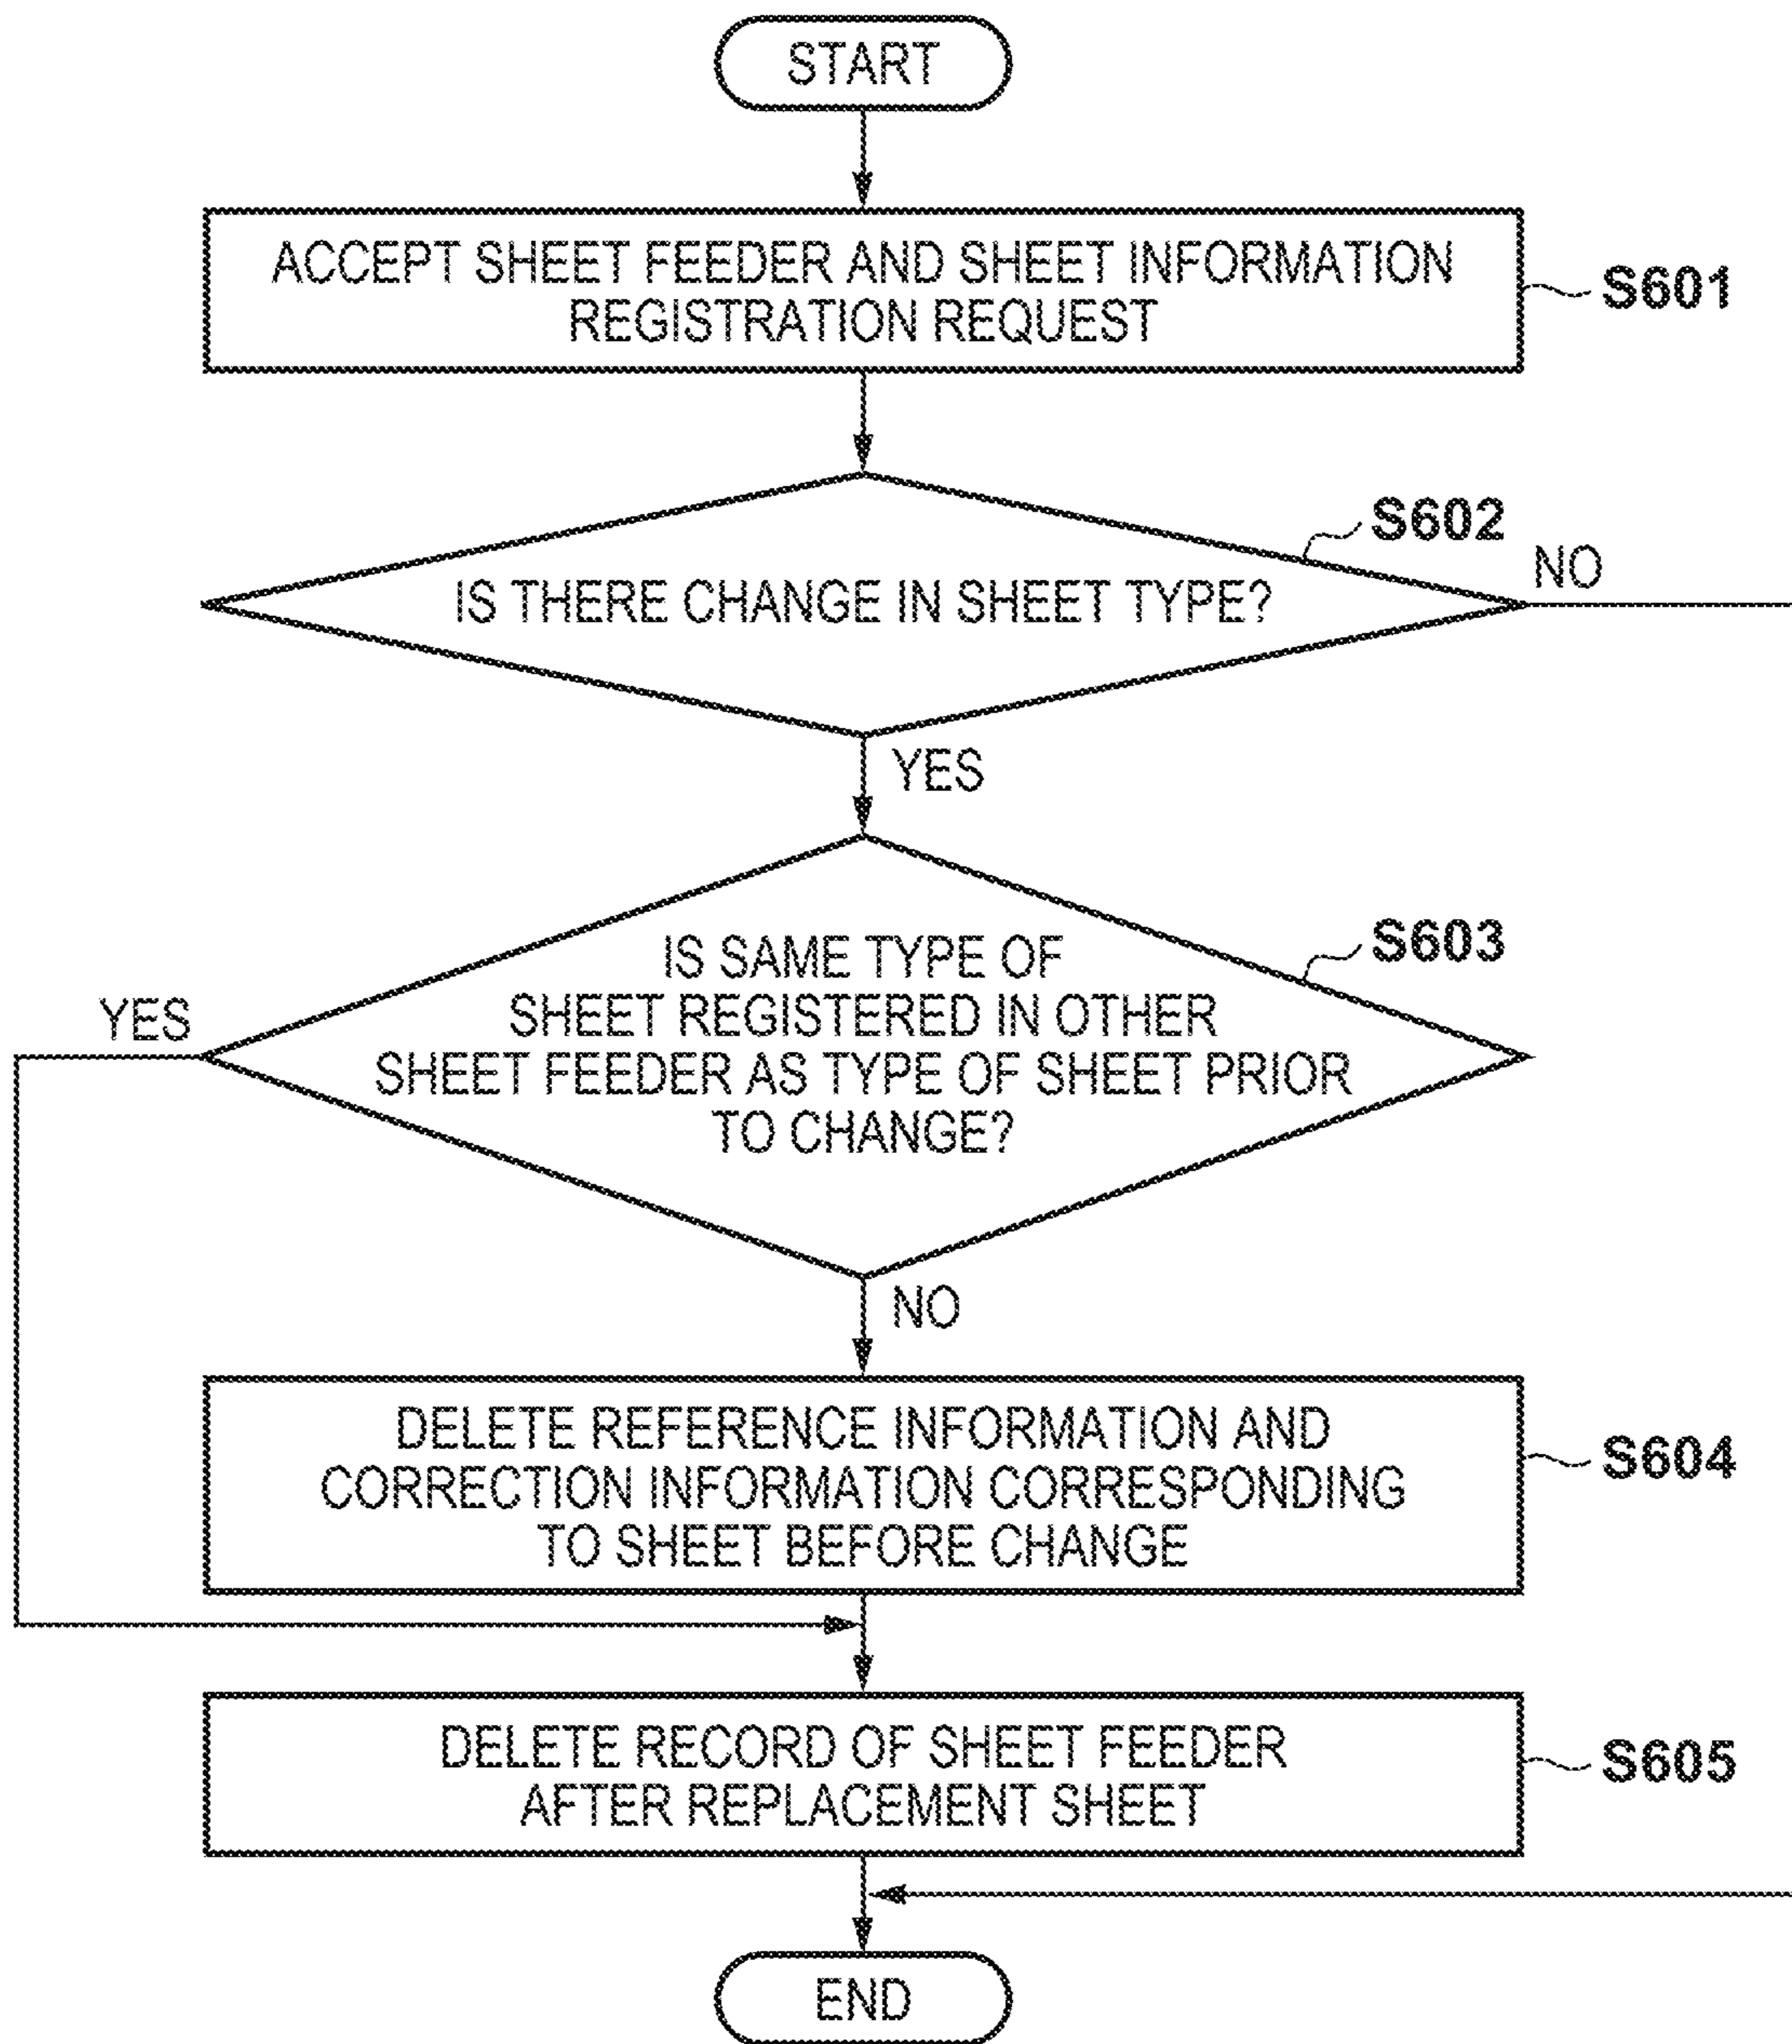 START
ACCEPT SHEET FEEDER AND SHEET INFORMATION
REGISTRATION REQUEST
S601
S602
NO
IS THERE CHANGE IN SHEET TYPE?
YES
S603
IS SAME TYPE OF
SHEET REGISTERED IN OTHER
SHEET FEEDER AS TYPE OF SHEET PRIOR
TO CHANGE?
YES
NO
DELETE REFERENCE INFORMATION AND
CORRECTION INFORMATION CORRESPONDING
TO SHEET BEFORE CHANGE
S604
DELETE RECORD OF SHEET FEEDER
AFTER REPLACEMENT SHEET
S605
END